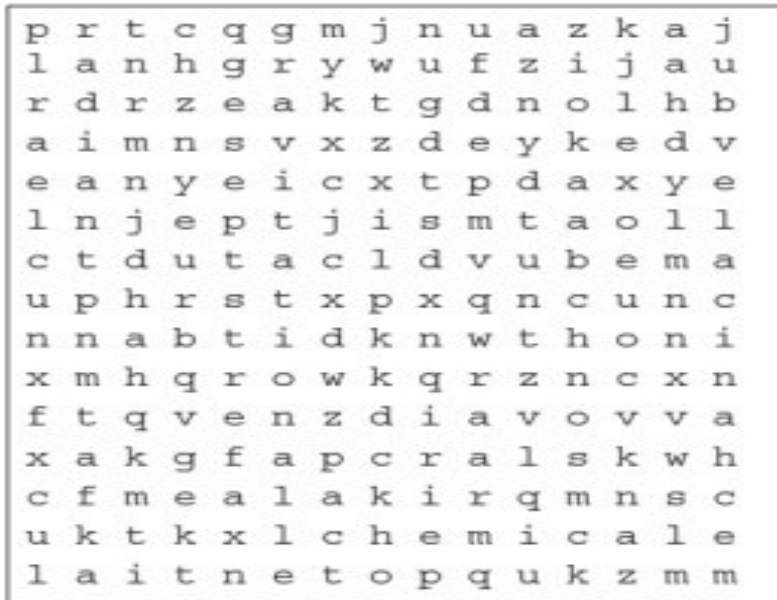 p r t c q g m j n u a z k a j
l a n h g r y w u f z i j a u
r d r z e a k t g d n o l h b
a i m n s v x z d e y k e d v
e a n y e i c x t p d a x y e
l n j e p t j i s m t a o l l
c t d u t a c l d v u b e m a
u p h r s t x p x q n c u n c
n n a b t i d k n w t h o n i
x m h q r o w k q r z n c x n
f t q v e n z d i a v o v v a
x a k g f a p c r a l s k w h
c f m e a l a k i r q m n s c
u k t k x l c h e m i c a l e
l a i t n e t o p q u k z m m